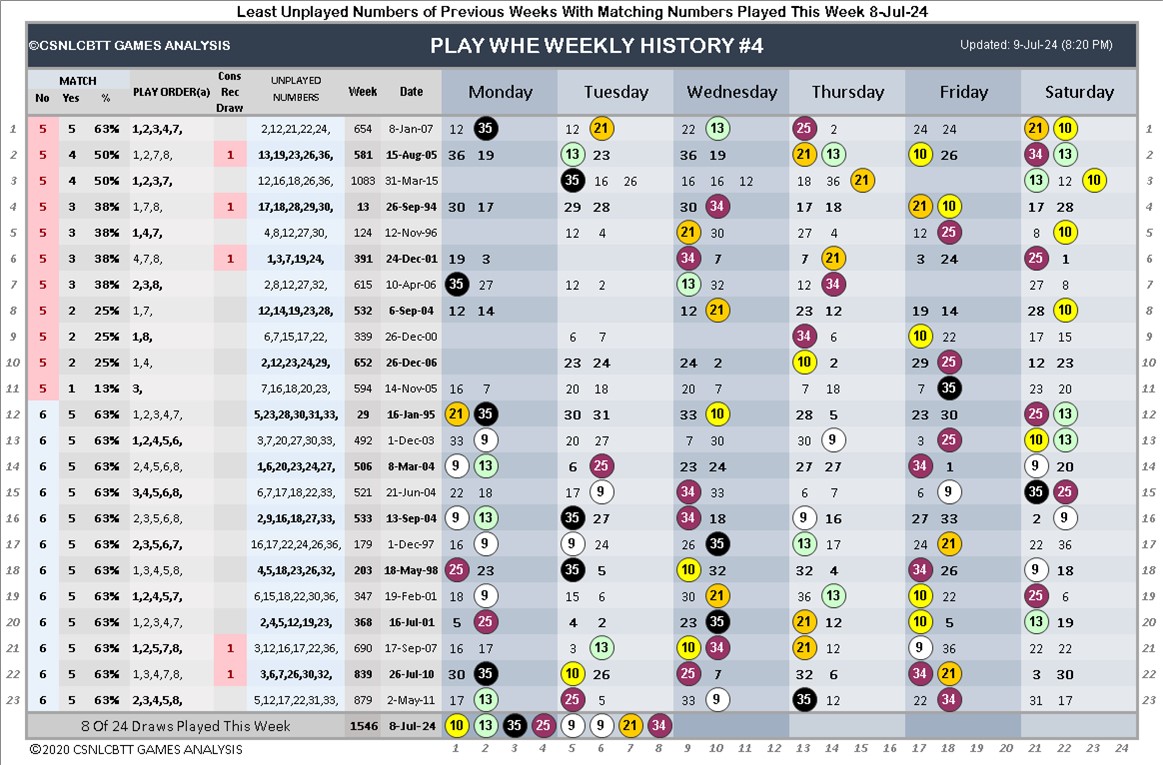 Least Unplayed Numbers of Previous Weeks With Matching Numbers Played This Week 8-Jul-24
©CSNLCBTT GAMES ANALYSIS PLAY WHE WEEKLY HISTORY #4 Updated: 9-Jul-24 (8:20 PM)
MATCH Cons UNPLAYED
No Yes % PLAY ORDER(a) Rec Draw NUMBERS Week Date Monday Tuesday Wednesday Thursday Friday Saturday
1 5 5 63% 1,2,3,4,7, 2,12,21,22,24, 654 8-Jan-07 12 35 12 21 22 13 25 2 24 24 21 10 1
2 5 4 50% 1,2,7,8, 1 13,19,23,26,36, 581 15-Aug-05 36 19 13 23 36 19 21 14 10 26 34 13 2
3 5 4 50% 1,2,3,7, 12,16,18,26,36, 1083 31-Mar-15 35 16 26 16 16 12 18 36 21 13 12 10 3
4 5 3 38% 1,7,8, 1 17,18,28,29,30, 13 26-Sep-94 30 17 29 28 30 34 17 18 21 10 17 28 4
5 5 3 38% 1,4,7, 4,8,12,27,30, 124 12-Nov-96 12 4 21 30 27 4 12 25 8 10 5
6 5 3 38% 4,7,8, 1 1,3,7,19,24, 391 24-Dec-01 19 3 34 7 7 21 3 24 25 1 6
7 5 3 38% 2,3,8, 2,8,12,27,32, 615 10-Apr-06 35 27 12 2 13 32 12 34 27 8 7
8 5 2 25% 1,7, 12,14,19,23,28, 532 6-Sep-04 12 14 12 21 23 12 19 14 28 10 8
9 5 2 25% 1,8, 6,7,15,17,22, 339 26-Dec-00 6 7 34 6 10 22 17 15 9
10 5 2 25% 1,4, 2,12,23,24,29, 652 26-Dec-06 23 24 24 2 10 2 29 25 12 23 10
11 5 1 13% 3, 7,16,18,20,23, 594 14-Nov-05 16 7 20 18 20 7 7 18 7 35 23 20 11
12 6 5 63% 1,2,3,4,7, 5,23,28,30,31,33, 29 16-Jan-95 21 35 30 31 33 10 28 5 23 30 25 13 12
13 6 5 63% 1,2,4,5,6, 3,7,20,27,30,33, 492 1-Dec-03 33 9 20 27 7 30 30 9 3 25 10 13 13
14 6 5 63% 2,4,5,6,8, 1,6,20,23,24,27, 506 8-Mar-04 9 13 6 25 23 24 27 27 34 1 9 20 14
15 6 5 63% 3,4,5,6,8, 6,7,17,18,22,33, 521 21-Jun-04 22 18 17 9 34 33 6 7 6 9 35 25 15
16 6 5 63% 2,3,5,6,8, 2,9,16,18,27,33, 533 13-Sep-04 9 13 35 27 34 18 9 16 27 33 2 9 16
17 6 5 63% 2,3,5,6,7, 16,17,22,24,26,36, 179 1-Dec-97 16 9 9 24 26 35 13 17 24 21 22 36 17
18 6 5 63% 1,3,4,5,8, 4,5,18,23,26,32, 203 18-May-98 25 23 35 5 10 32 32 4 34 26 9 18 18
19 6 5 63% 1,2,4,5,7, 6,15,18,22,30,36, 347 19-Feb-01 18 9 15 6 30 21 36 13 10 22 25 6 19
20 6 5 63% 1,2,3,4,7, 2,4,5,12,19,23, 368 16-Jul-01 5 25 4 2 23 35 21 12 10 5 13 19 20
21 6 5 63% 1,2,5,7,8, 1 3,12,16,17,22,36, 690 17-Sep-07 16 17 3 13 10 34 21 12 9 36 22 22 21
22 6 5 63% 1,3,4,7,8, 1 3,6,7,26,30,32, 839 26-Jul-10 30 35 10 26 25 7 32 6 34 21 3 30 22
23 6 5 63% 2,3,4,5,8, 5,12,17,22,31,33, 879 2-May-11 17 13 25 5 33 9 35 12 22 34 31 17 23
8 Of 24 Draws Played This Week 1546 8-Jul-24 10 13 35 25 9 9 21 34
©2020 CSNLCBTT GAMES ANALYSIS 1 2 3 4 5 6 7 8 9 10 11 12 13 14 15 16 17 18 19 20 21 22 23 24